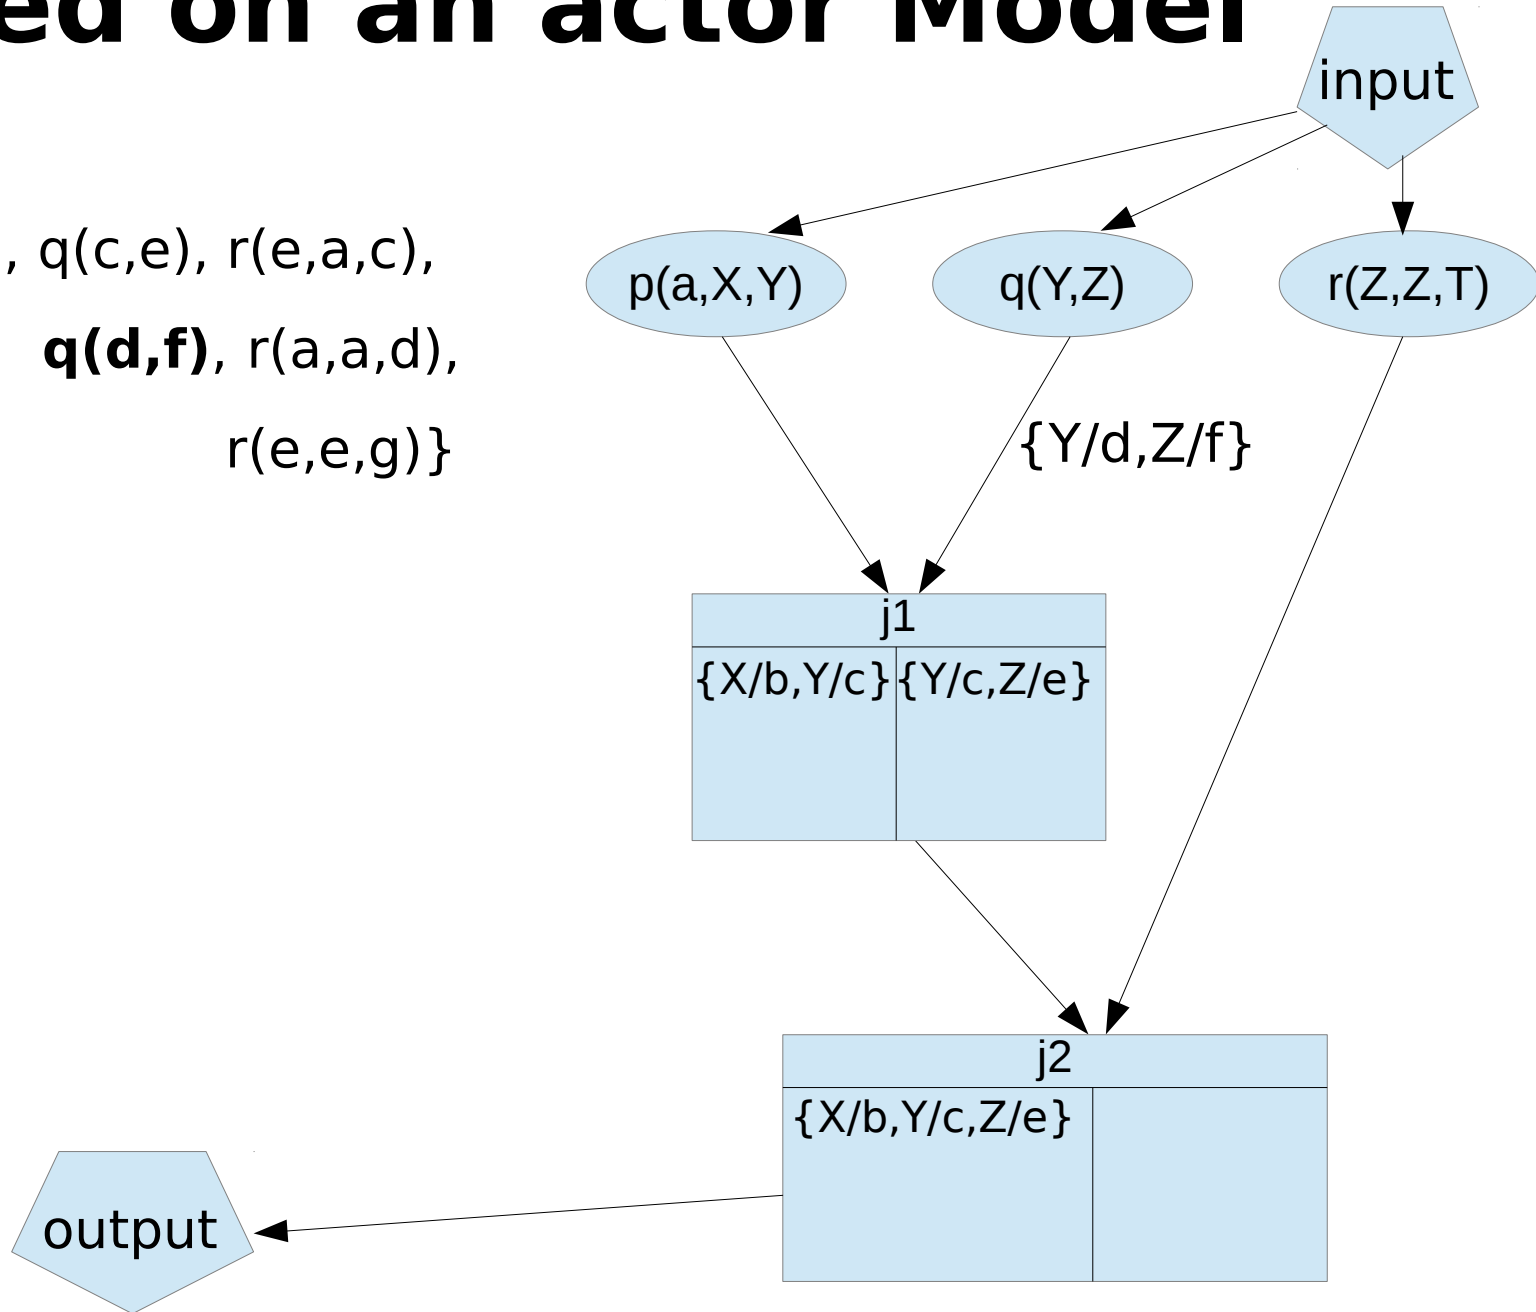 ed on an actor Model
input
, q(c,e), r(e,a,c),
p(a,X,Y)
q(Y,Z)
r(Z,Z,T)
q(d,f), r(a,a,d),
r(e,e,g)}
{Y/d,Z/f}
j1
{X/b,Y/c}
{Y/c,Z/e}
j2
{X/b,Y/c,Z/e}
output